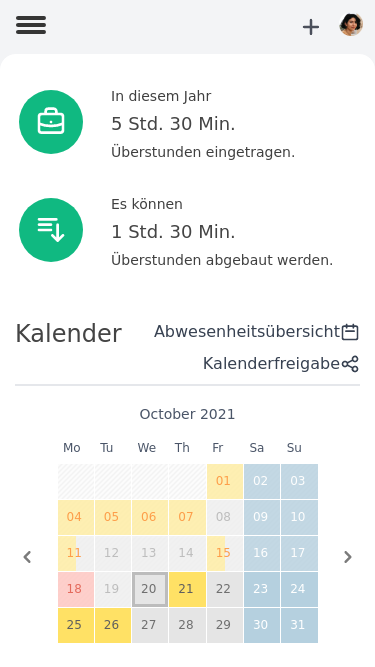 In diesem Jahr
5 Std. 30 Min.
Überstunden eingetragen.
Es können
1 Std. 30 Min.
Überstunden abgebaut werden.
Kalender
Abwesenheitsübersicht
Kalenderfreigabe
October 2021
Mo Tu We Th Fr Sa Su
01 02 03
04 05 06 07 08 09 10
11 12 13 14 15 16 17
18 19 20 21 22 23 24
25 26 27 28 29 30 31